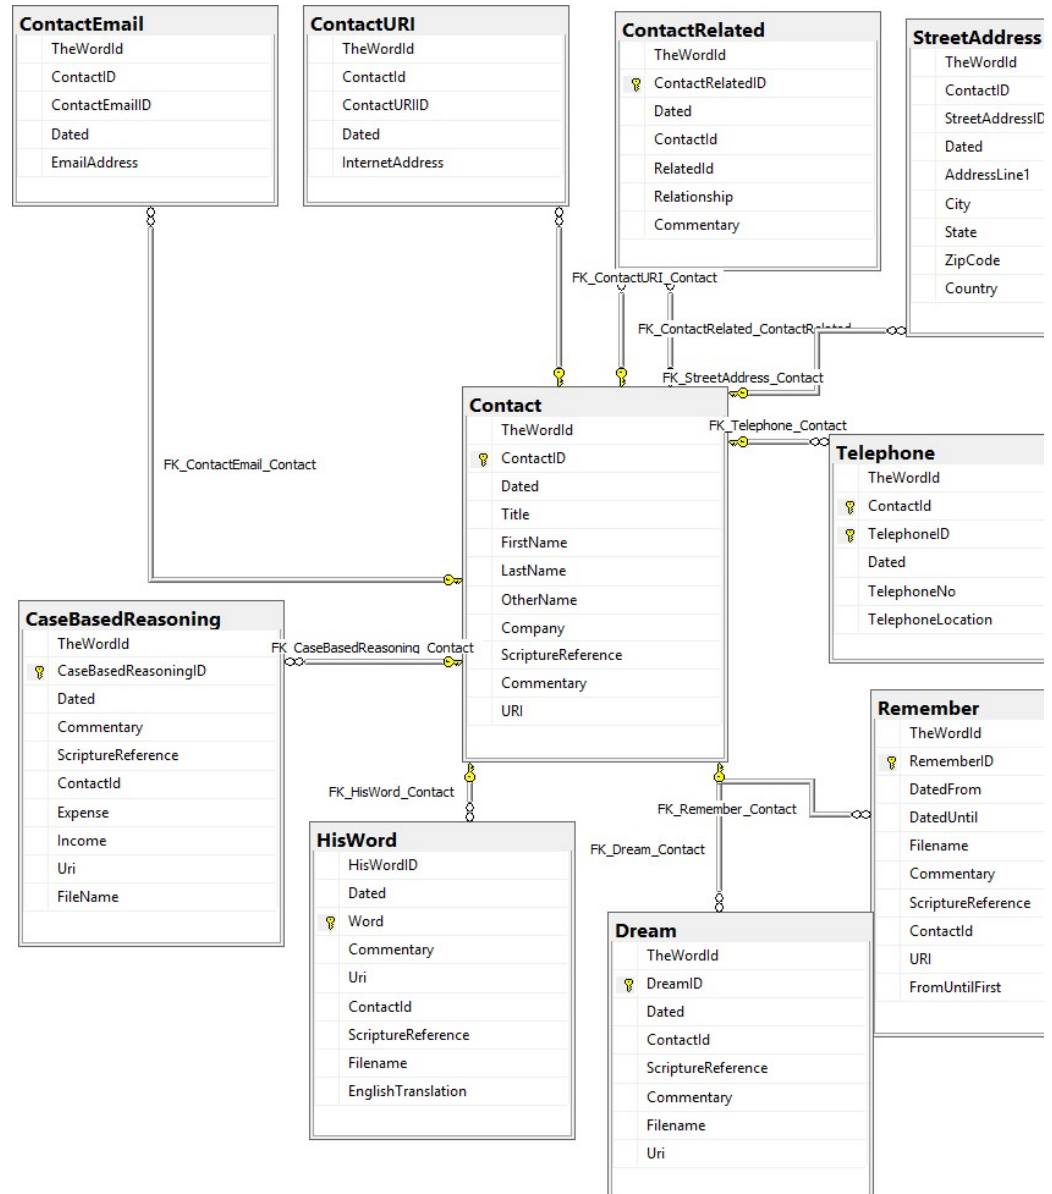 ContactEmail
TheWordId
ContactID
ContactEmailID
Dated
EmailAddress
ContactURI
TheWordId
ContactId
ContactURIID
Dated
InternetAddress
ContactRelated
TheWordId
ContactRelatedID
Dated
ContactId
RelatedId
Relationship
Commentary
StreetAddress
TheWordId
ContactID
StreetAddressID
Dated
AddressLine1
City
State
ZipCode
Country
FK_ContactURI_Contact
FK_ContactRelated_ContactRelated
FK_StreetAddress_Contact
FK_Telephone_Contact
FK_ContactEmail_Contact
Contact
TheWordId
ContactID
Dated
Title
FirstName
LastName
OtherName
Company
ScriptureReference
Commentary
URI
Telephone
TheWordId
ContactId
TelephoneID
Dated
TelephoneNo
TelephoneLocation
CaseBasedReasoning
TheWordId
CaseBasedReasoningID
Dated
Commentary
ScriptureReference
ContactId
Expense
Income
Uri
FileName
FK_CaseBasedReasoning_Contact
FK_HisWord_Contact
FK_Remember_Contact
FK_Dream_Contact
Remember
TheWordId
RememberID
DatedFrom
DatedUntil
Filename
Commentary
ScriptureReference
ContactId
URI
FromUntilFirst
HisWord
HisWordID
Dated
Word
Commentary
Uri
ContactId
ScriptureReference
Filename
EnglishTranslation
Dream
TheWordId
DreamID
Dated
ContactId
ScriptureReference
Commentary
Filename
Uri